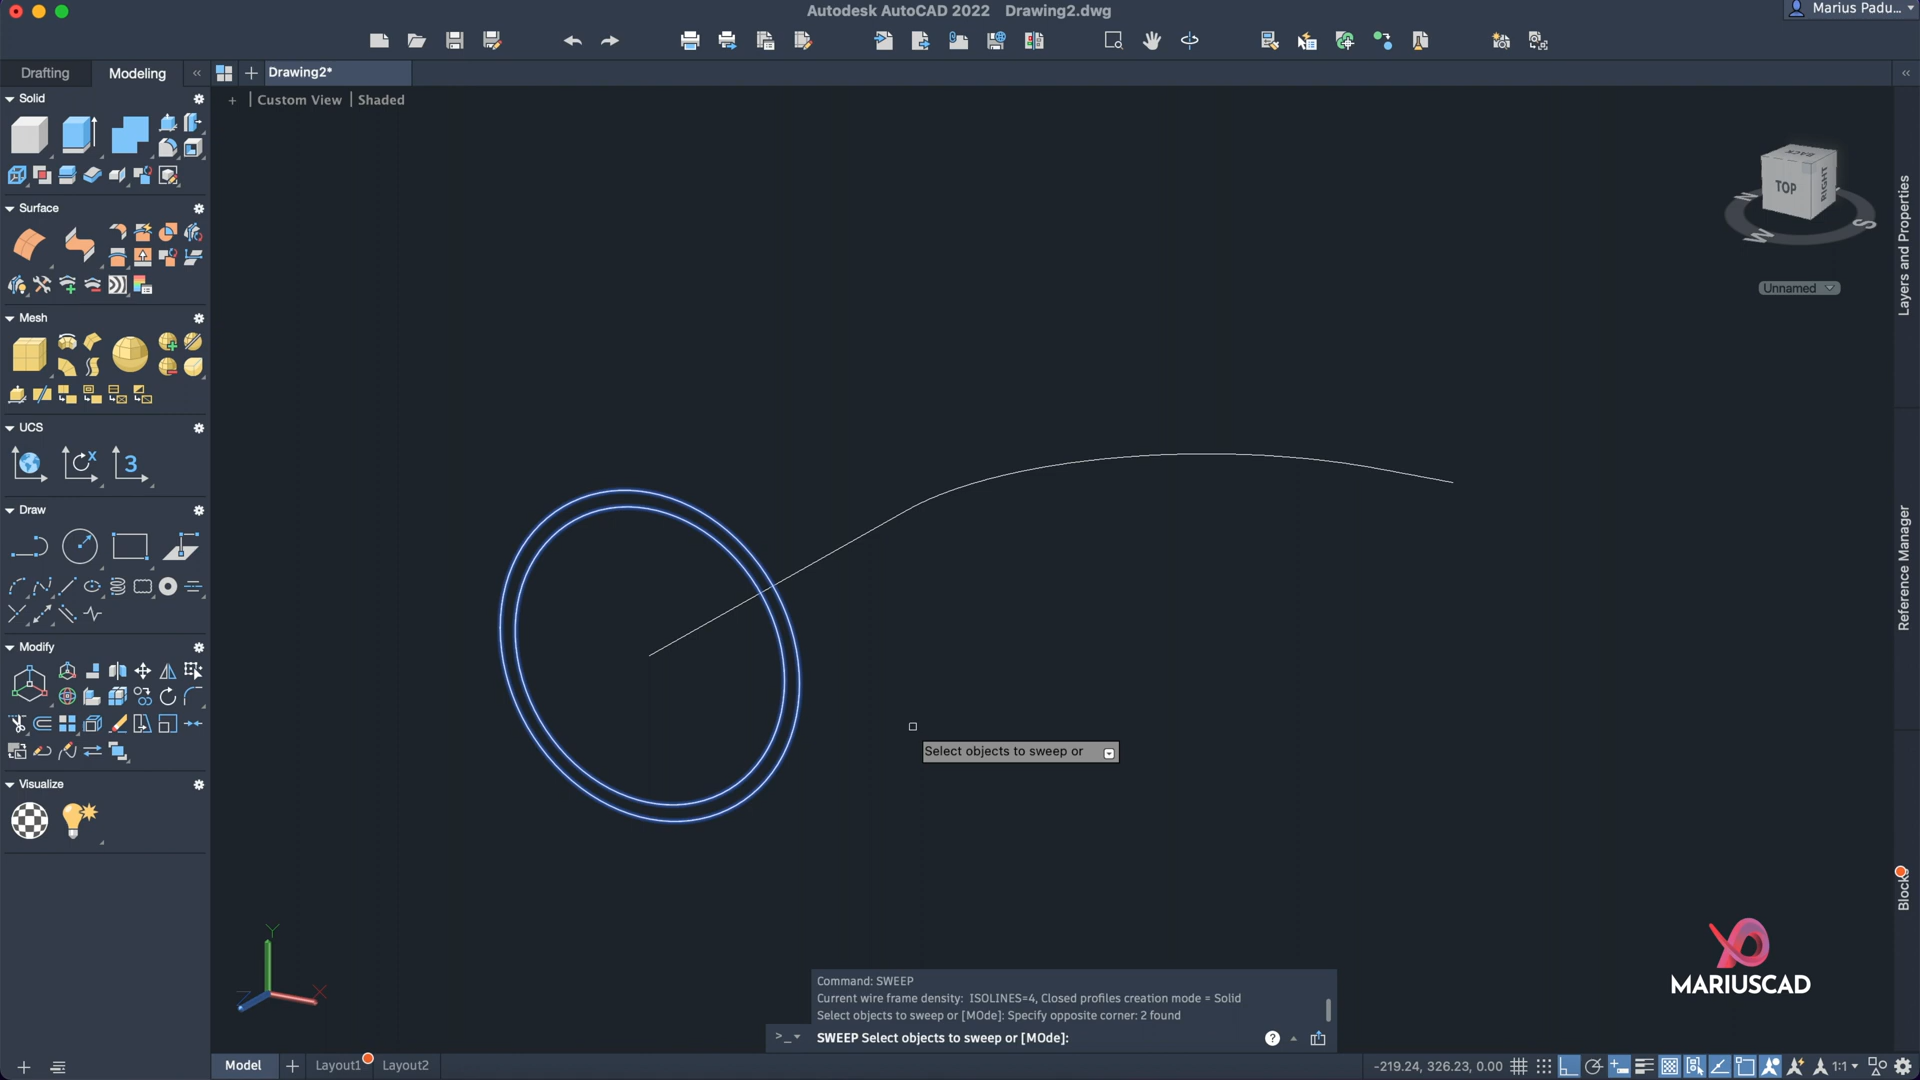 Autodesk AutoCAD 2022 Drawing2.dwg
Marius Padu...
Drafting
Modeling
Drawing2*
+ | Custom View | Shaded
Solid
Surface
Mesh
UCS
X
3
Draw
Modify
Visualize
BACK
TOP
RIGHT
N
S
W
Unnamed
Layers and Properties
Reference Manager
Blocks
Select objects to sweep or
Y
X
Z
MARIUSCAD
Command: SWEEP
Current wire frame density: ISOLINES=4, Closed profiles creation mode = Solid
Select objects to sweep or [MOde]: Specify opposite corner: 2 found
>_ SWEEP Select objects to sweep or [MOde]:
Model
Layout1
Layout2
-219.24, 326.23, 0.00
1:1